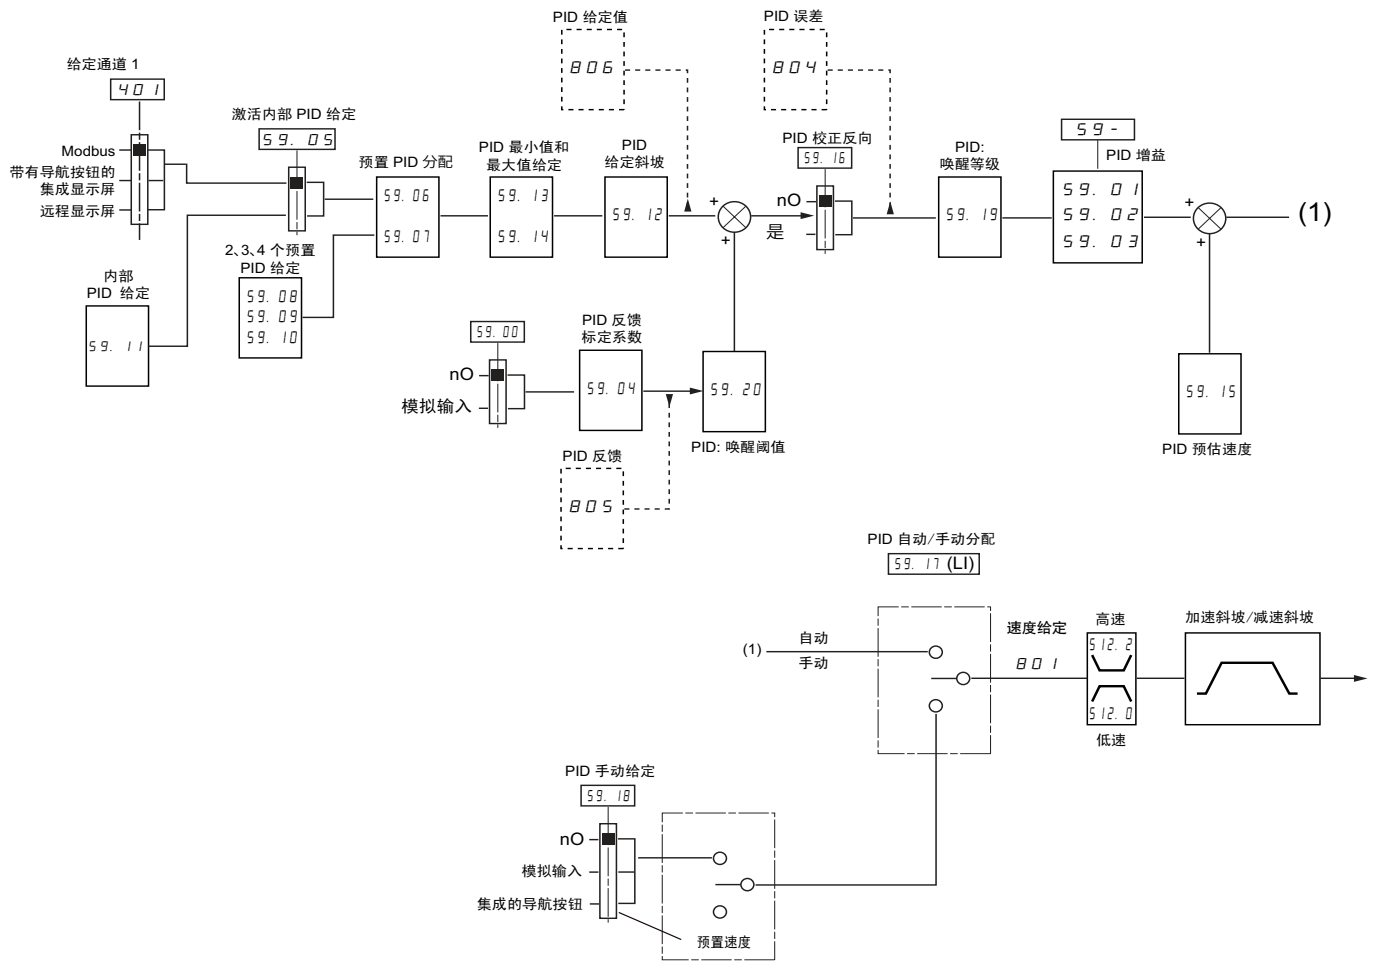 PID 给定值
806
PID 误差
804
给定通道 1
401
Modbus
带有导航按钮的
集成显示屏
远程显示屏
激活内部 PID 给定
59. 05
预置 PID 分配
59. 06
59. 07
PID 最小值和
最大值给定
59. 13
59. 14
PID
给定斜坡
59. 12
+
+
PID 校正反向
59. 16
nO
是
PID:
唤醒等级
59. 19
59 -
PID 增益
59. 01
59. 02
59. 03
+
+
(1)
内部
PID 给定
59. 11
2、3、4 个预置
PID 给定
59. 08
59. 09
59. 10
59. 00
nO
模拟输入
PID 反馈
标定系数
59. 04
59. 20
PID: 唤醒阈值
PID 反馈
805
59. 15
PID 预估速度
PID 自动/手动分配
59. 17 (LI)
(1)
自动
手动
速度给定
801
高速
512. 2
512. 0
低速
加速斜坡/减速斜坡
PID 手动给定
59. 18
nO
模拟输入
集成的导航按钮
预置速度